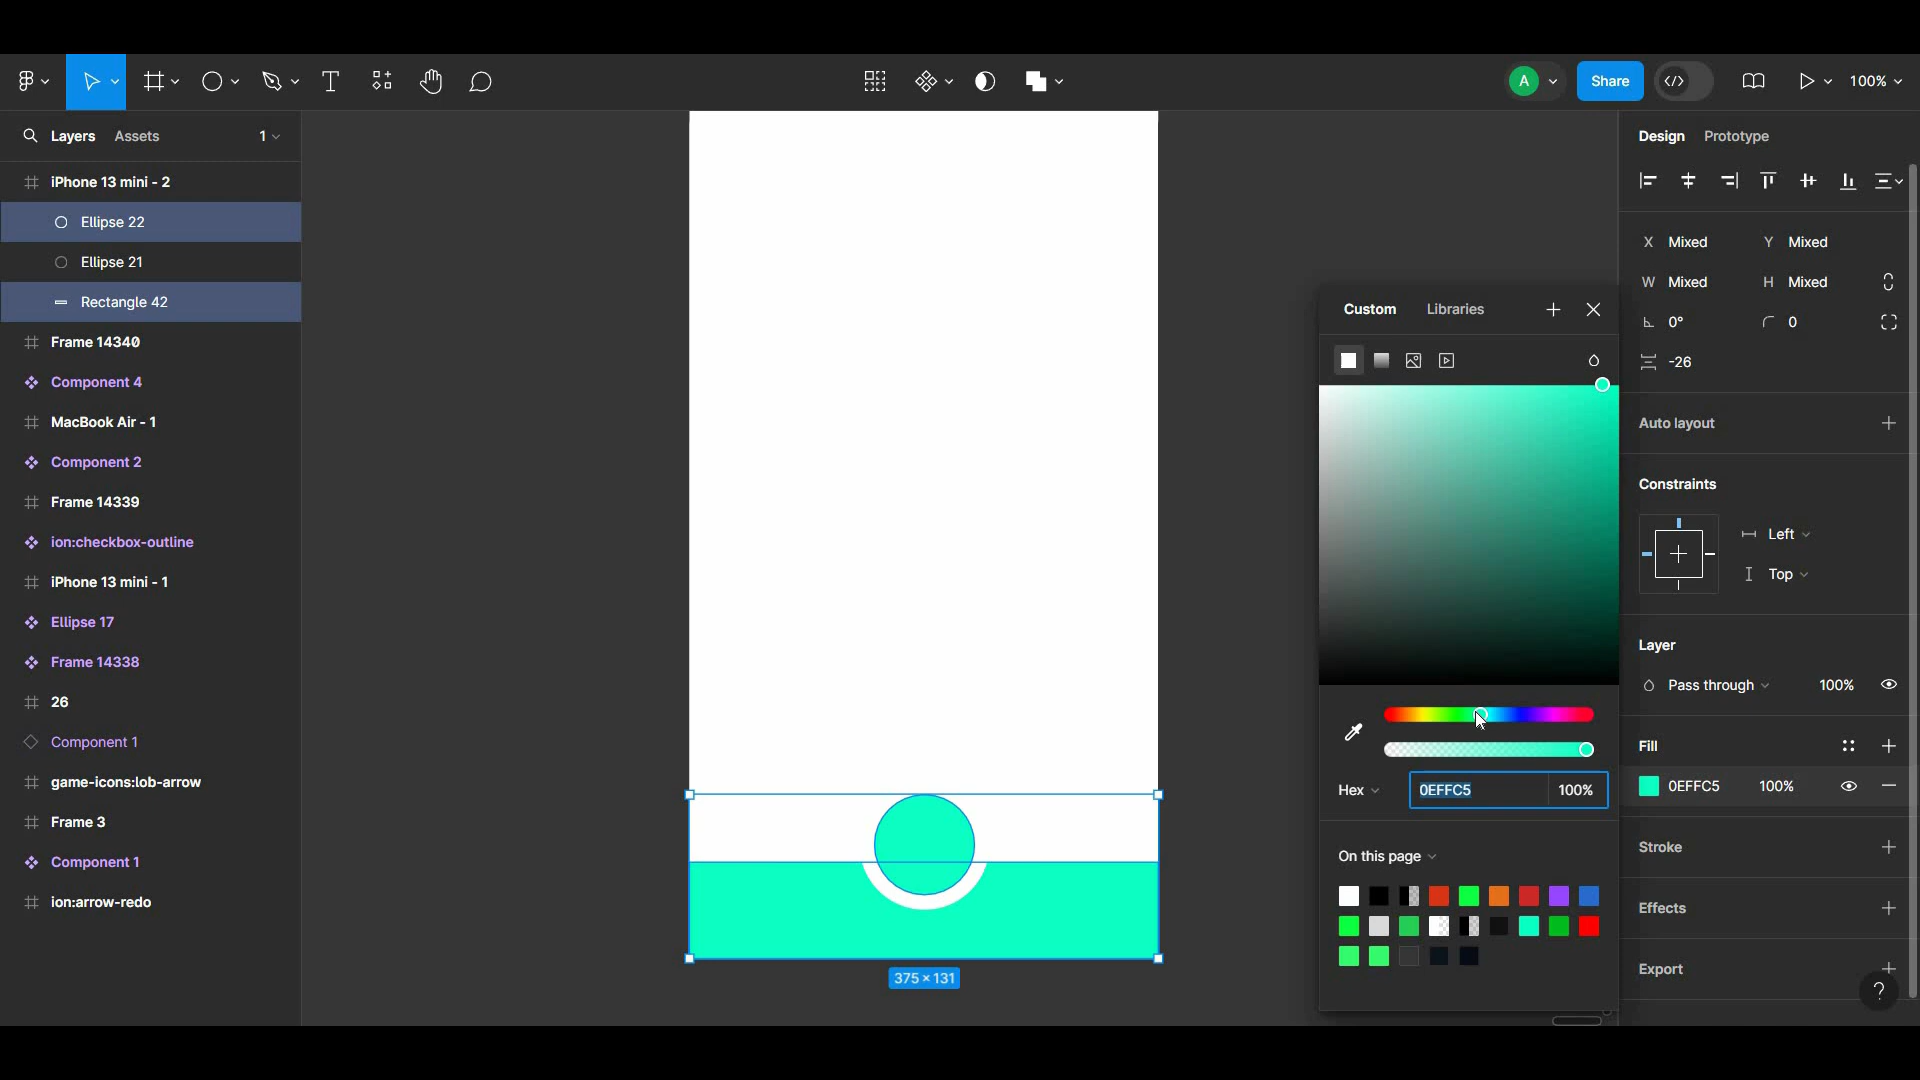 A
Share
100%
Layers Assets 1
iPhone 13 mini - 2
Ellipse 22
Ellipse 21
Rectangle 42
Frame 14340
Component 4
MacBook Air - 1
Component 2
Frame 14339
ion:checkbox-outline
iPhone 13 mini - 1
Ellipse 17
Frame 14338
26
Component 1
game-icons:lob-arrow
Frame 3
Component 1
ion:arrow-redo
375 × 131
Custom Libraries
Hex 0EFFC5 100%
On this page
Design Prototype
X Mixed Y Mixed
W Mixed H Mixed
0° 0
-26
Auto layout
Constraints
Left
Top
Layer
Pass through 100%
Fill
0EFFC5 100%
Stroke
Effects
Export
?